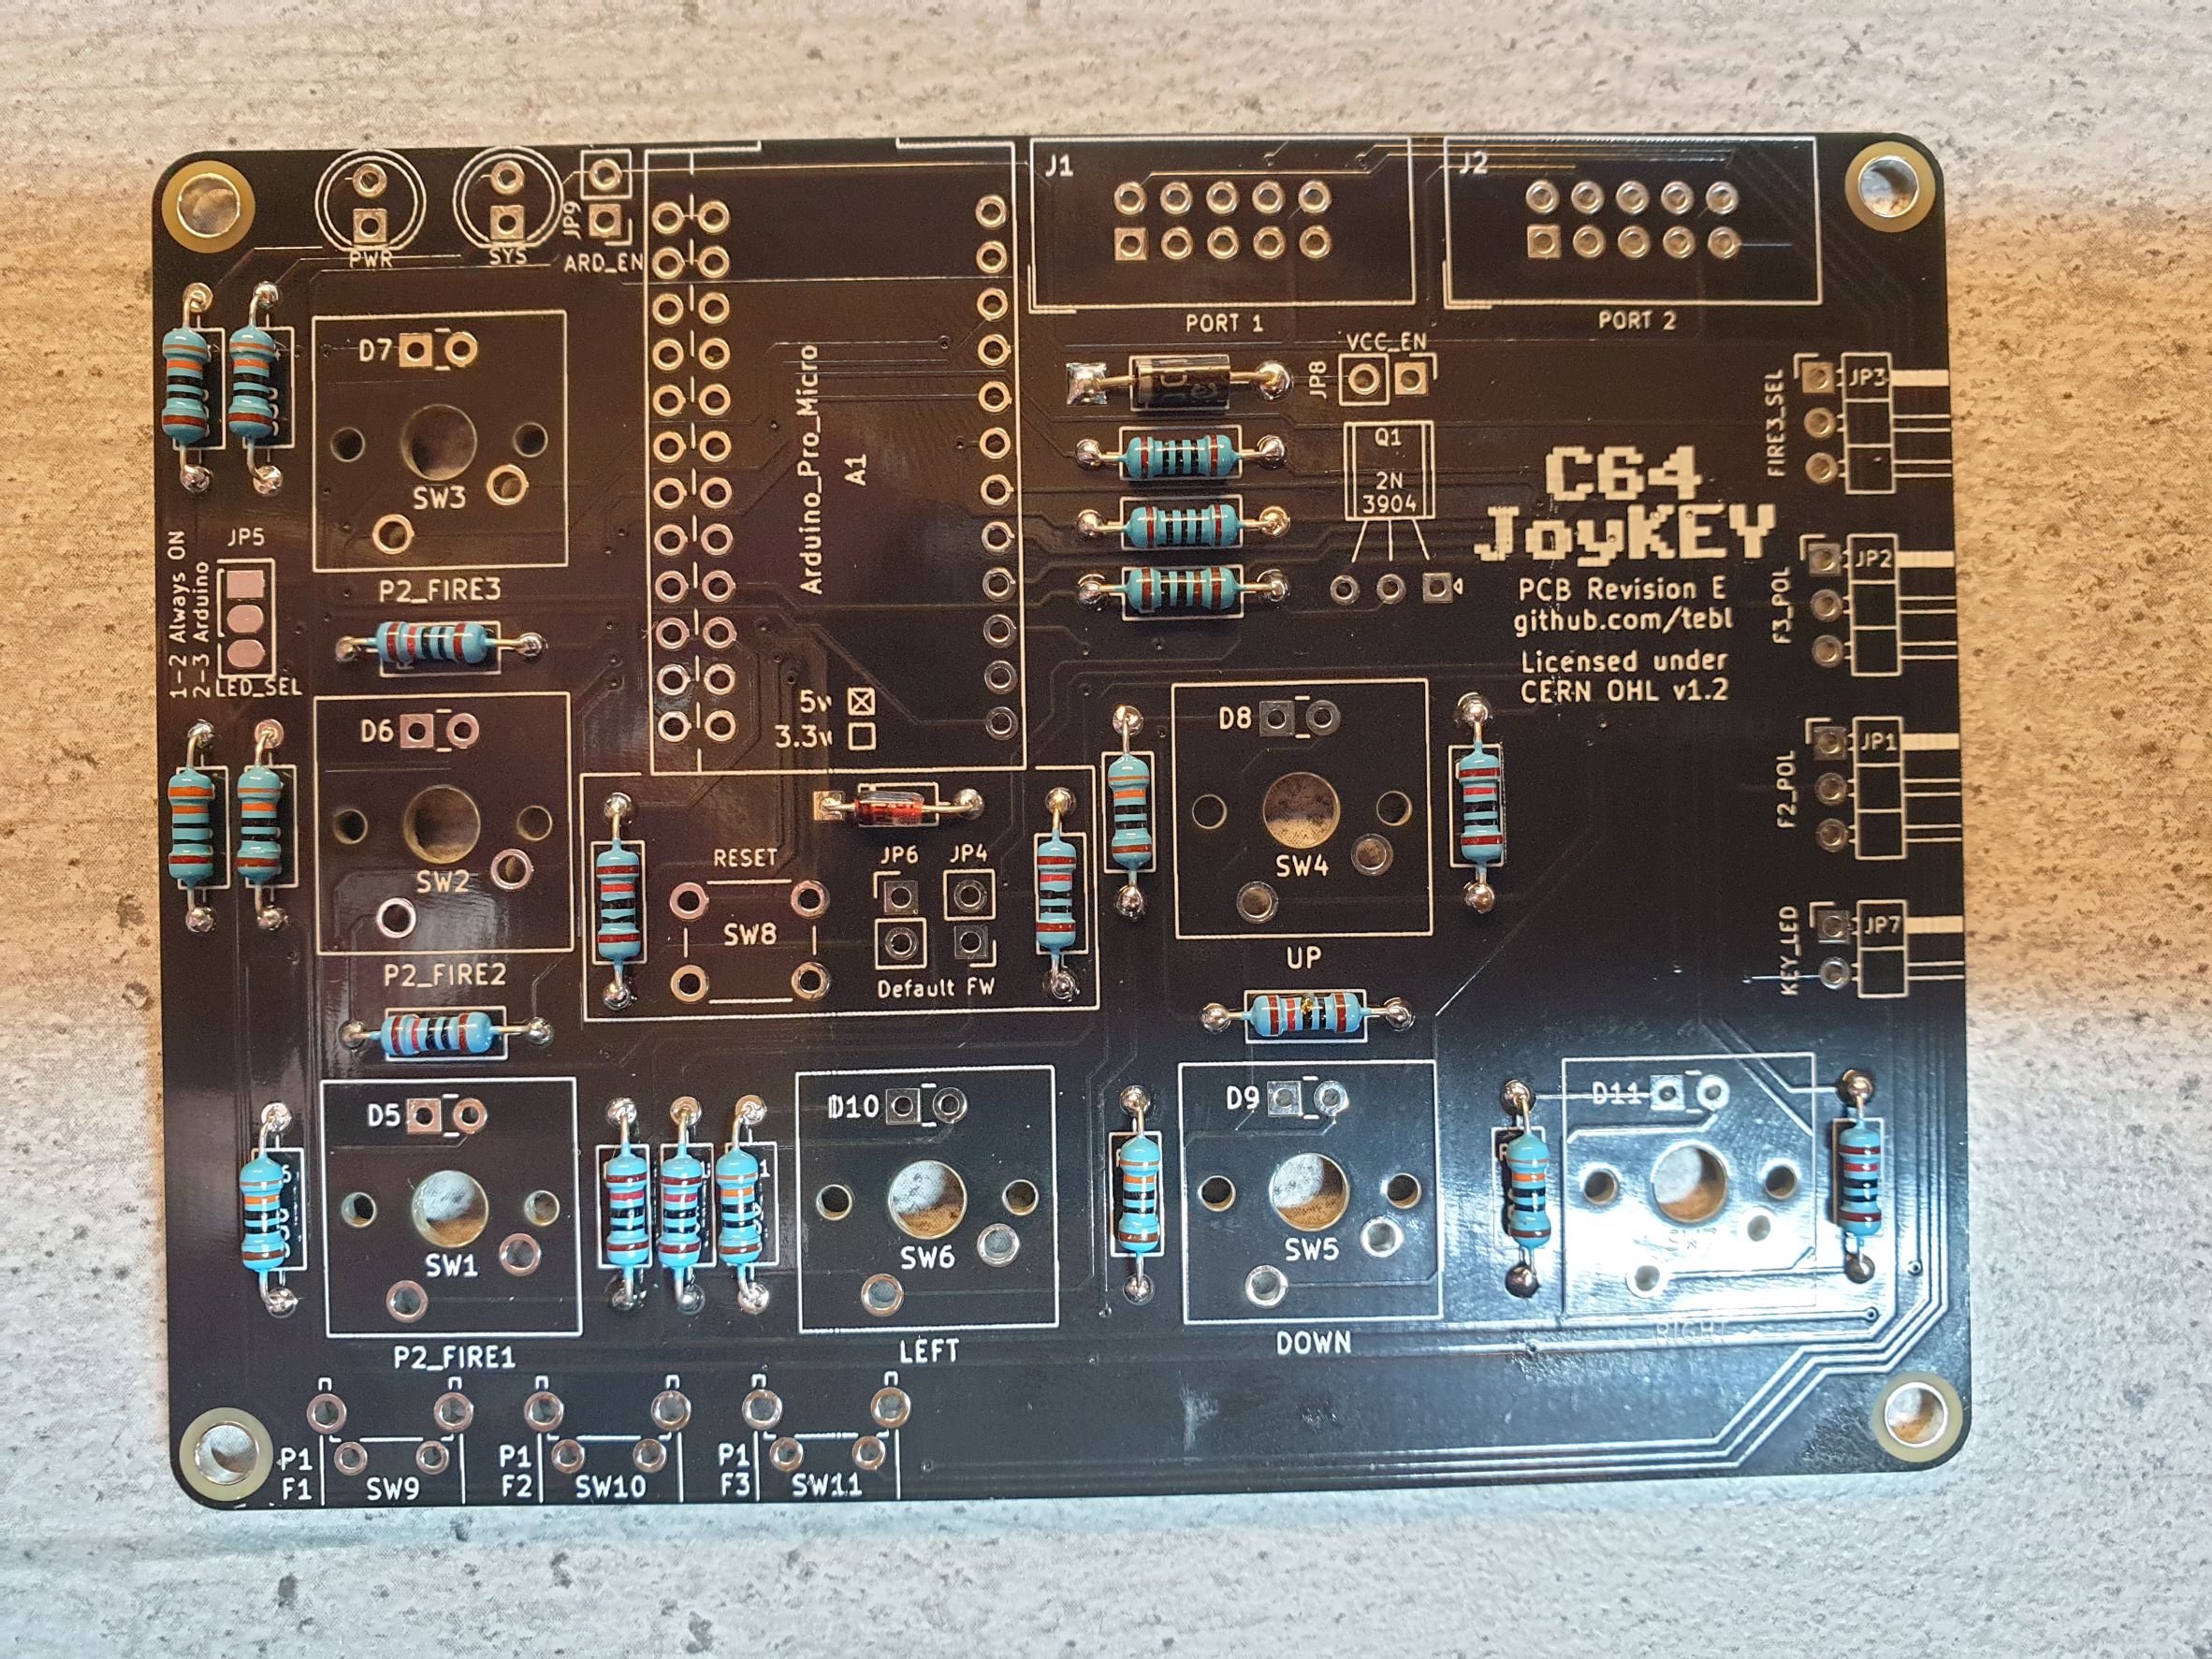 J1
J2
PWR
SYS
JP9
ARD_EN
PORT 1
PORT 2
D7
SW3
P2_FIRE3
JP5
1-2 Always ON
2-3 Arduino
LED_SEL
Arduino_Pro_Micro
A1
5v
3.3v
VCC_EN
JP8
Q1
2N
3904
C64
JoyKEY
PCB Revision E
github.com/tebl
Licensed under
CERN OHL v1.2
FIRE3_SEL
JP3
F3_POL
JP2
F2_POL
JP1
KEY_LED
JP7
D6
SW2
P2_FIRE2
RESET
SW8
JP6
JP4
Default FW
D8
SW4
UP
D5
SW1
P2_FIRE1
D10
SW6
LEFT
D9
SW5
DOWN
D11
RIGHT
P1
F1
SW9
P1
F2
SW10
P1
F3
SW11